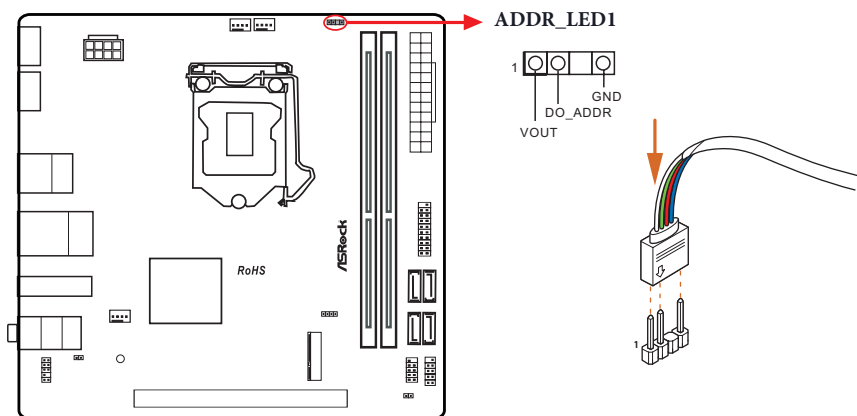 ADDR_LED1
1
GND
DO_ADDR
VOUT
ASRock
RoHS
1